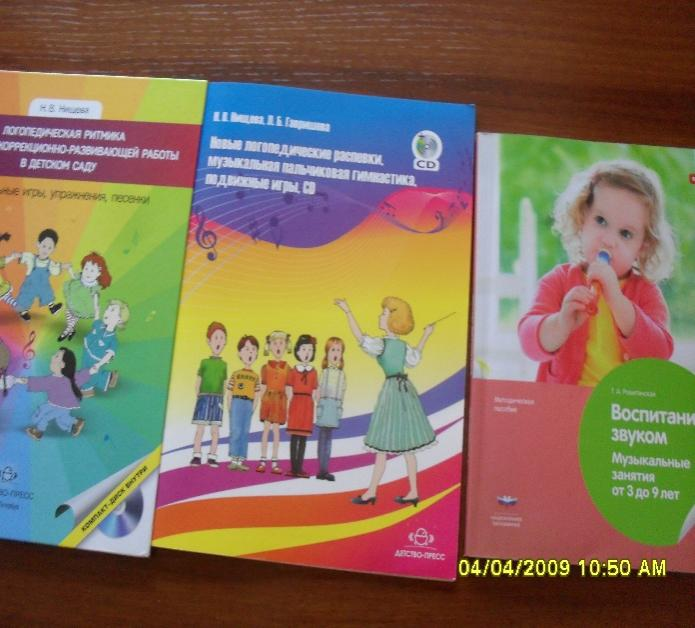 Н. В. Нищева
ЛОГОПЕДИЧЕСКАЯ РИТМИКА
КОРРЕКЦИОННО-РАЗВИВАЮЩЕЙ РАБОТЫ
В ДЕТСКОМ САДУ
игры, упражнения, песенки
КОМПАКТ-ДИСК ВНУТРИ
Н. В. Нищева, Л. Б. Гавришева
Новые логопедические распевки,
музыкальная пальчиковая гимнастика,
подвижные игры, CD
CD
ДЕТСТВО-ПРЕСС
Методическое
пособие
Воспитани
звуком
Музыкальные
занятия
от 3 до 9 лет
04/04/2009 10:50 AM